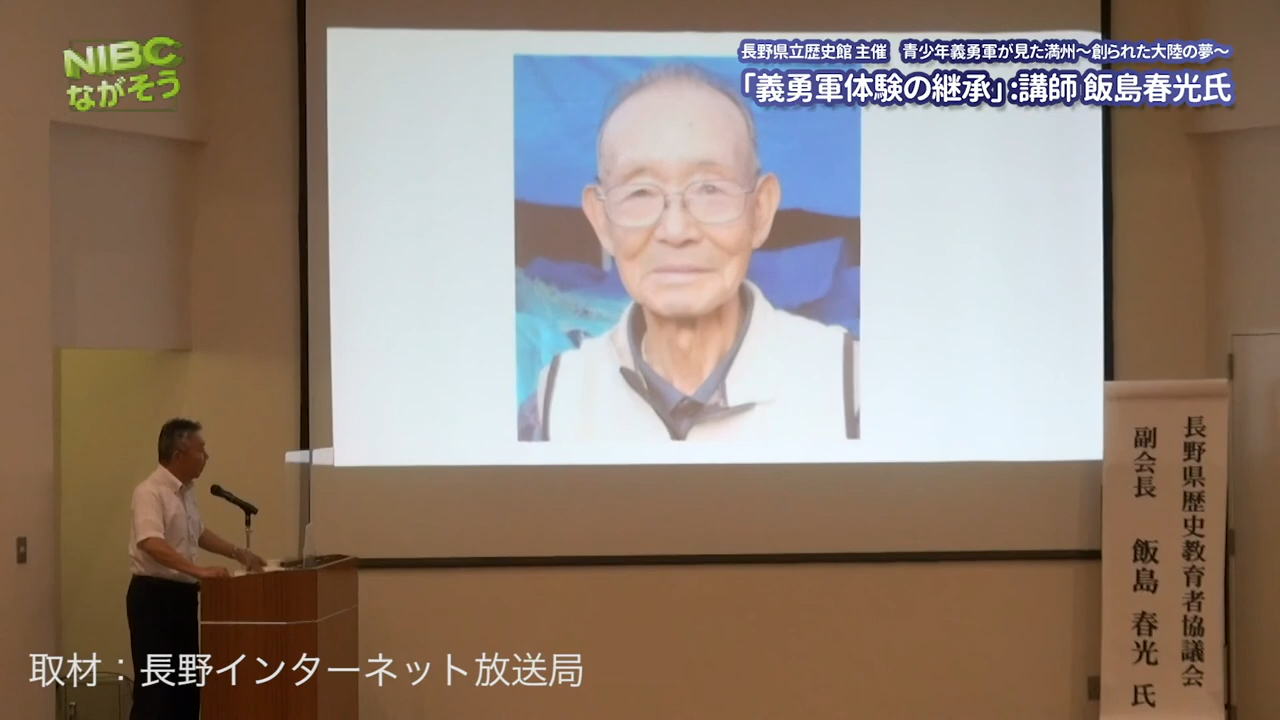 NIBC
ながそう
長野県立歴史館 主催 青少年義勇軍が見た満州～創られた大陸の夢～
「義勇軍体験の継承」:講師 飯島春光氏
長野県歴史教育者協議会
副会長 飯島 春光 氏
取材：長野インターネット放送局